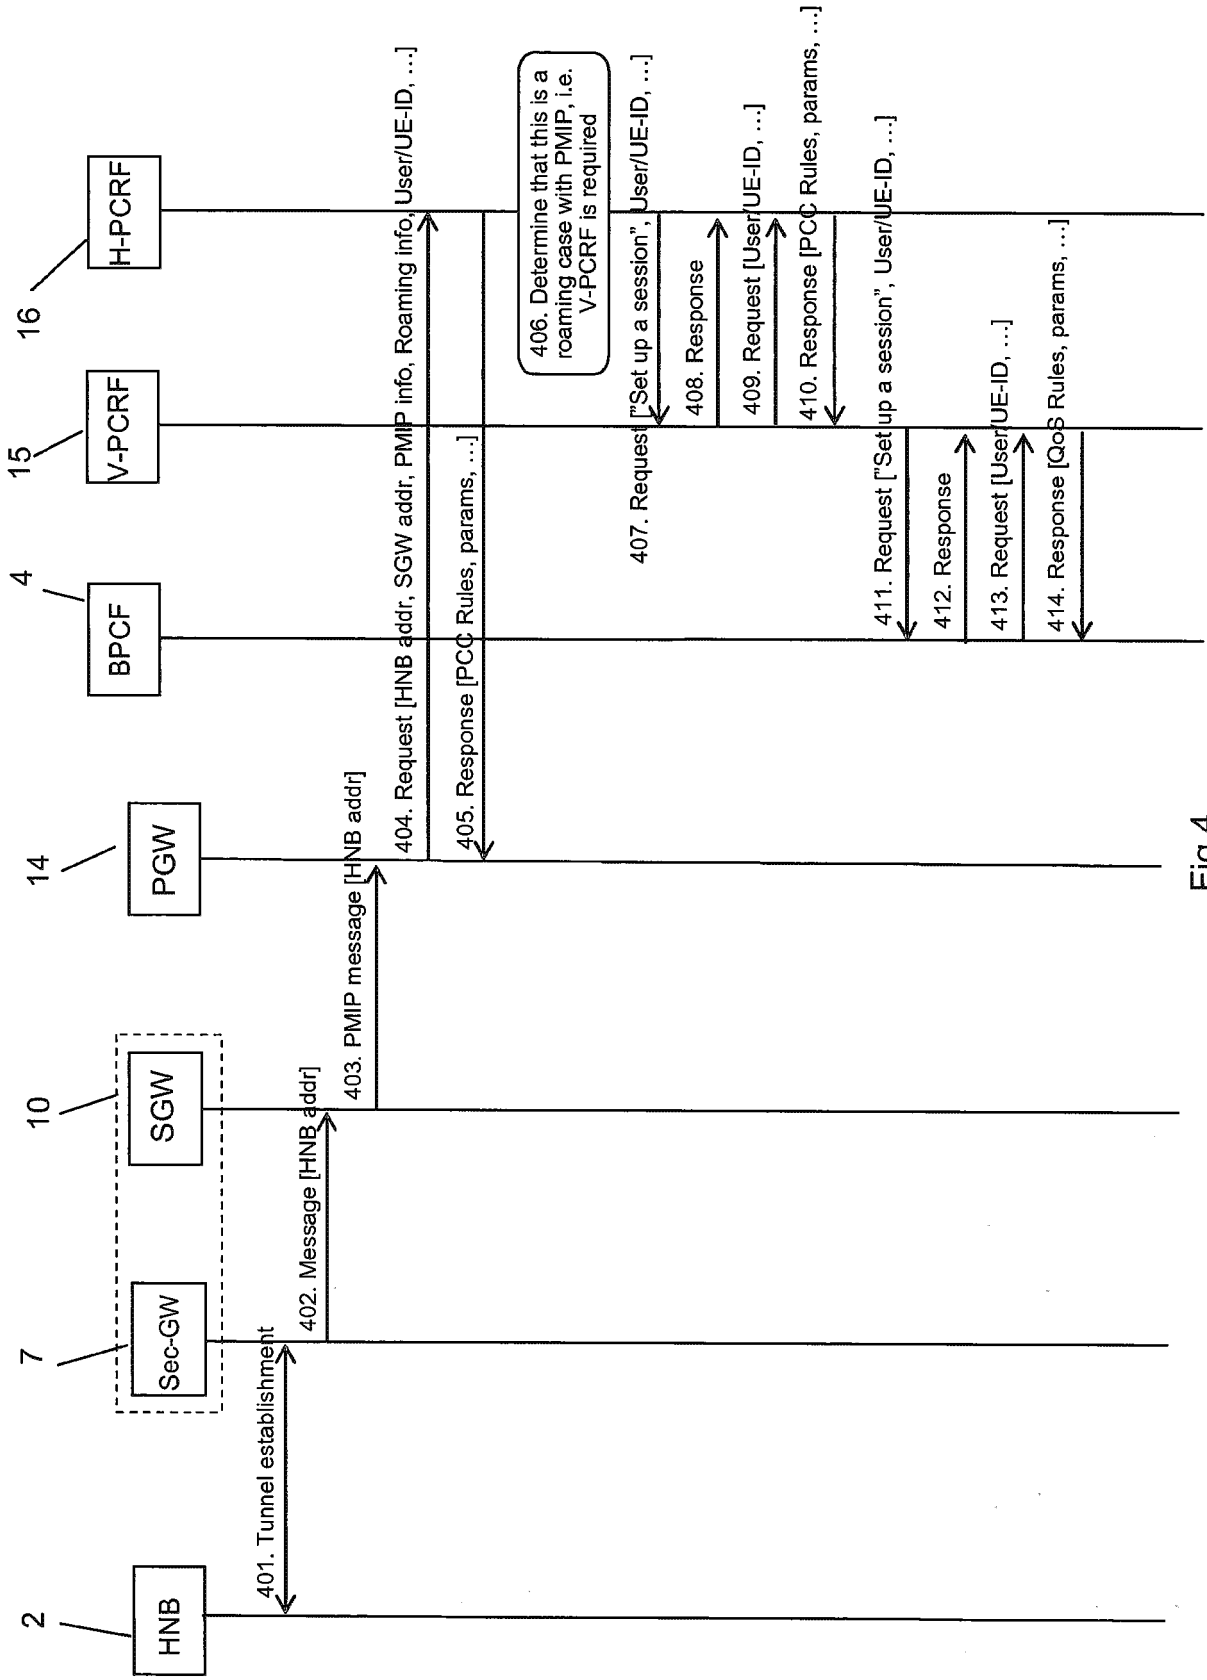 2
7
10
14
4
15
16
HNB
Sec-GW
SGW
PGW
BPCF
V-PCRF
H-PCRF
401. Tunnel establishment
402. Message [HNB addr]
403. PMIP message [HNB addr]
404. Request [HNB addr, SGW addr, PMIP info, Roaming info, User/UE-ID, ...]
405. Response [PCC Rules, params, ...]
406. Determine that this is a
roaming case with PMIP, i.e.
V-PCRF is required
407. Request ["Set up a session", User/UE-ID, ...]
408. Response
409. Request [User/UE-ID, ...]
410. Response [PCC Rules, params, ...]
411. Request ["Set up a session", User/UE-ID, ...]
412. Response
413. Request [User/UE-ID, ...]
414. Response [QoS Rules, params, ...]
Fig 4